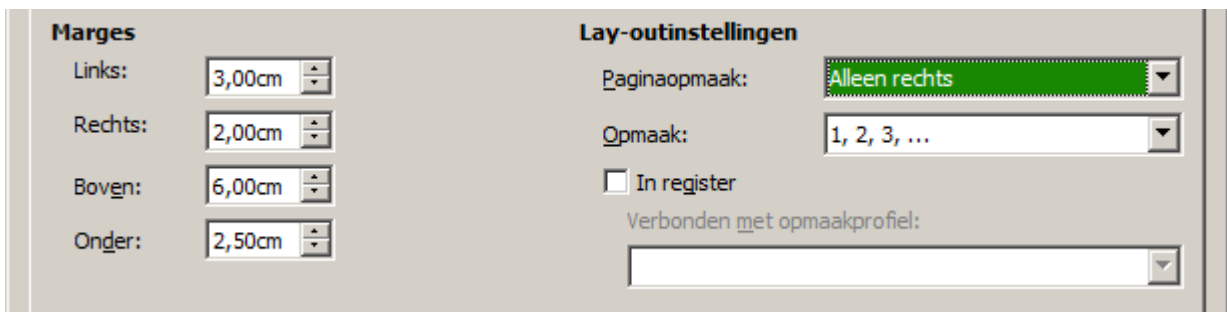 Marges
Links: 3,00cm
Rechts: 2,00cm
Boven: 6,00cm
Onder: 2,50cm
Lay-outinstellingen
Paginaopmaak: Alleen rechts
Opmaak: 1, 2, 3, ...
In register
Verbonden met opmaakprofiel: